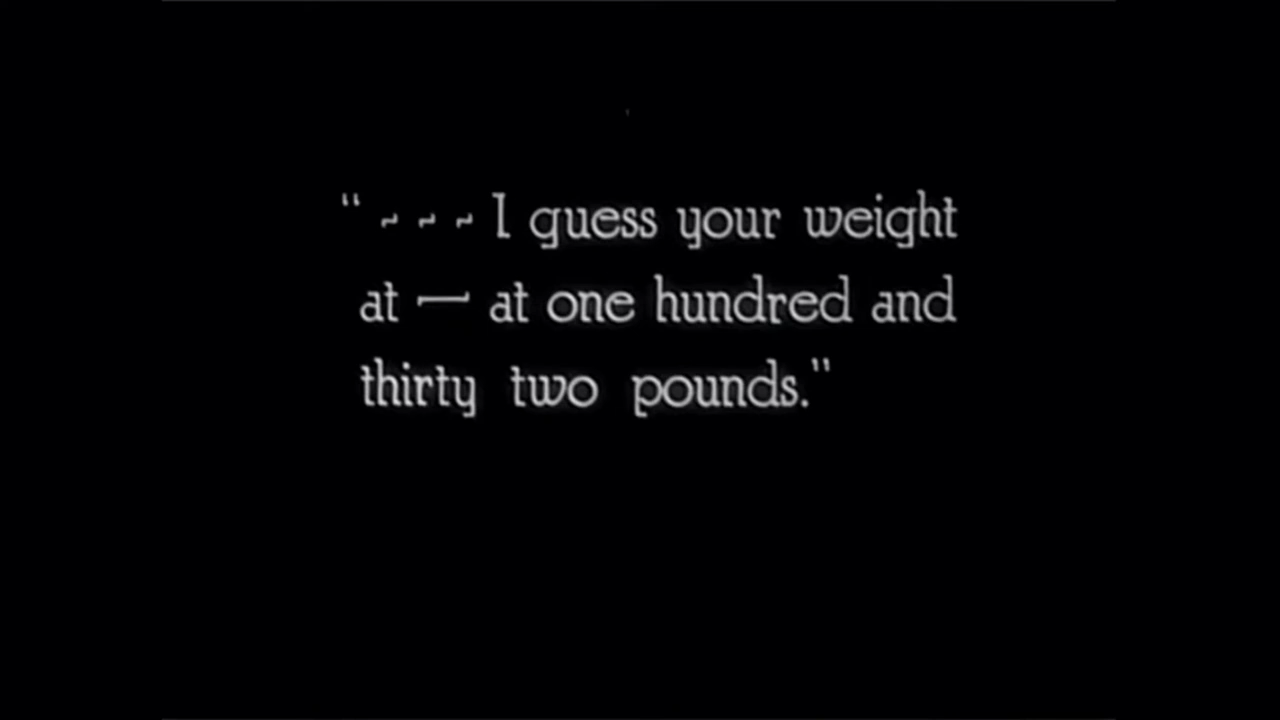 "--- I guess your weight
at — at one hundred and
thirty two pounds."